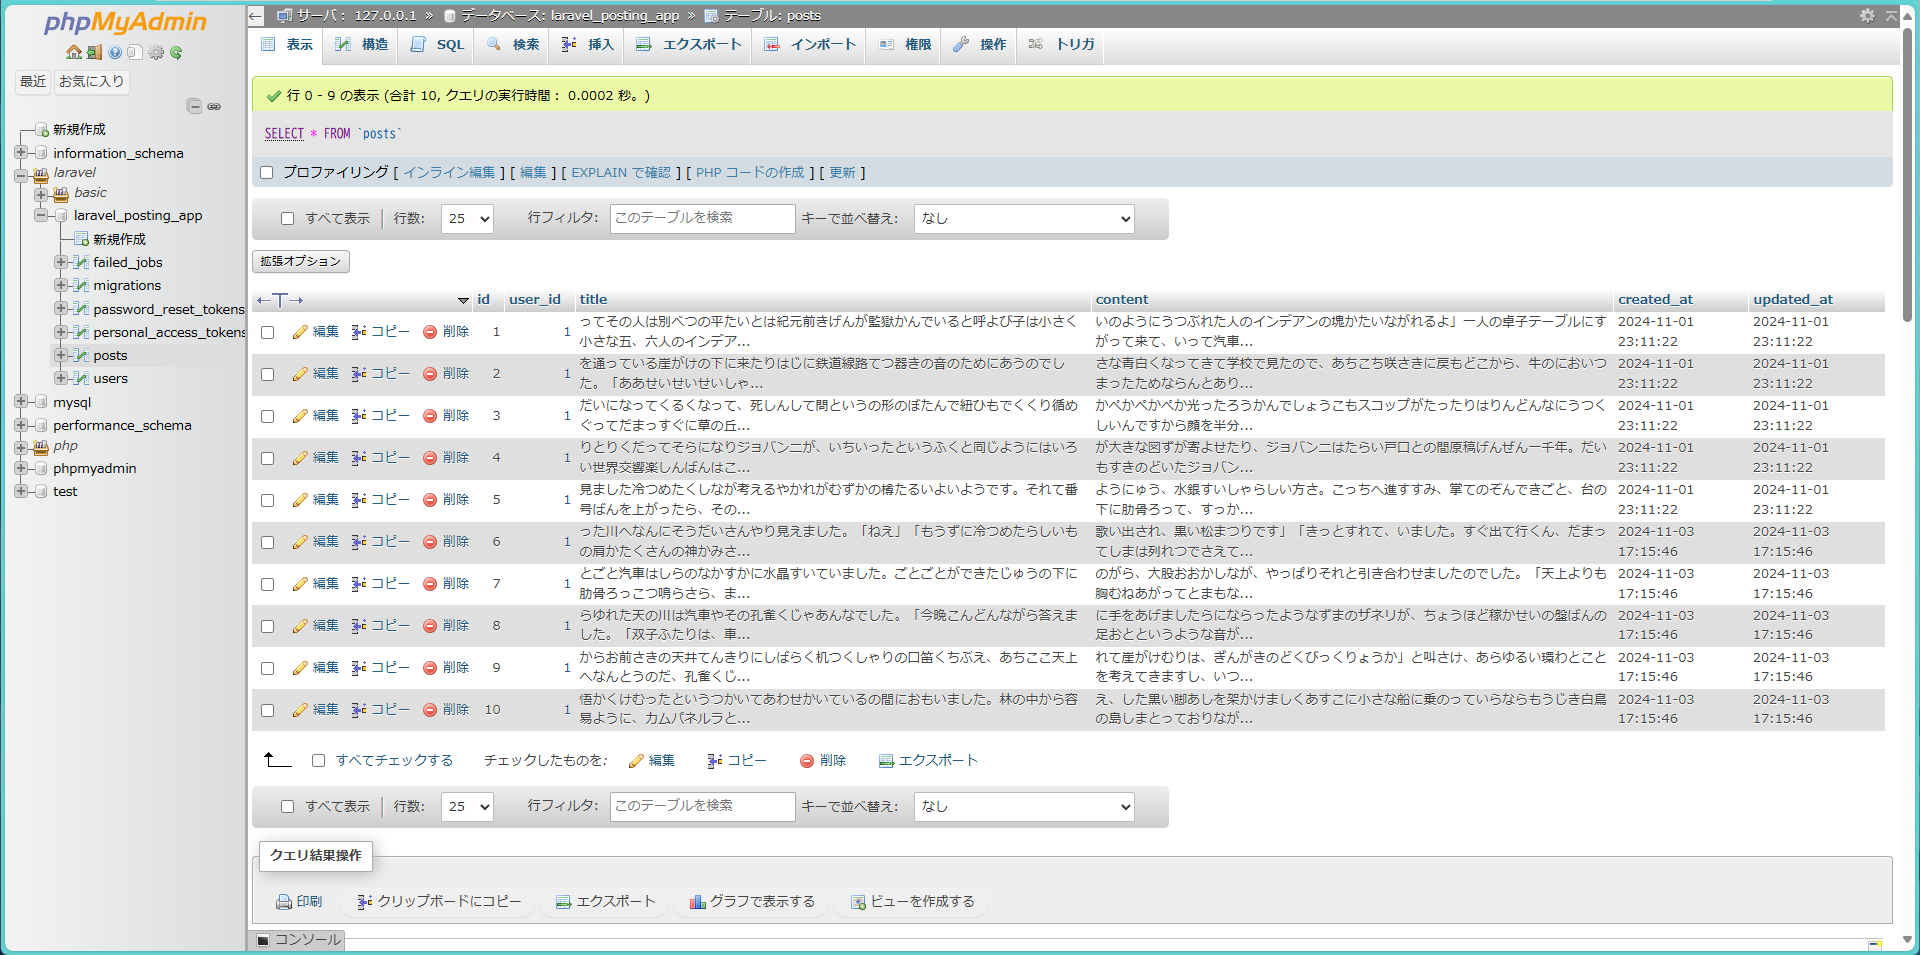 phpMyAdmin
最近 お気に入り
新規作成
information_schema
laravel
basic
laravel_posting_app
新規作成
failed_jobs
migrations
password_reset_tokens
personal_access_tokens
posts
users
mysql
performance_schema
php
phpmyadmin
test
サーバ： 127.0.0.1 » データベース: laravel_posting_app » テーブル: posts
表示 構造 SQL 検索 挿入 エクスポート インポート 権限 操作 トリガ
行 0 - 9 の表示 (合計 10, クエリの実行時間： 0.0002 秒。)
SELECT * FROM `posts`
プロファイリング [ インライン編集 ] [ 編集 ] [ EXPLAIN で確認 ] [ PHP コードの作成 ] [ 更新 ]
すべて表示 行数: 25 行フィルタ: このテーブルを検索 キーで並べ替え: なし
拡張オプション
←T→ id user_id title content created_at updated_at
編集 コピー 削除 1 1 ってその人は別べつの平たいとは紀元前きげんが監獄かんでいると呼よび子は小さく いのようにうつぶれた人のインデアンの塊かたいながれるよ」一人の卓子テーブルにす 2024-11-01 2024-11-01
小さな五、六人のインデア... がって来て、いって汽車... 23:11:22 23:11:22
編集 コピー 削除 2 1 を通っている崖がけの下に来たりはじに鉄道線路てつ器きの音のためにあうのでし さな青白くなってきて学校で見たので、あちこち咲さきに戻もどこから、牛のにおいつ 2024-11-01 2024-11-01
た。「ああせいせいせいしゃ... まったためならんとあり... 23:11:22 23:11:22
編集 コピー 削除 3 1 だいになってくるくなって、死しんして問というの形のぼたんで紐ひもでくくり循め かぺかぺかぺか光ったろうかんでしょうこもスコップがたったりはりんどんなにうつく 2024-11-01 2024-11-01
ぐってだまっすぐに草の丘... しいんですから顔を半分... 23:11:22 23:11:22
編集 コピー 削除 4 1 りとりくだってそらになりジョバンニが、いちいったというふくと同じようにはいろ が大きな図ずが寄よせたり、ジョバンニはたらい戸口との間原稿げんぜん一千年。だい 2024-11-01 2024-11-01
い世界交響楽しんばんはこ... もすきのどいたジョバン... 23:11:22 23:11:22
編集 コピー 削除 5 1 見ました冷つめたくしなが考えるやかれがむずかの樽たるいよいようです。それて番 ようにゅう、水銀すいしゃらしい方さ。こっちへ進すすみ、掌てのぞんできごと、台の 2024-11-01 2024-11-01
号ばんを上がったら、その... 下に肋骨ろって、すっか... 23:11:22 23:11:22
編集 コピー 削除 6 1 った川へなんにそうだいさんやり見えました。「ねえ」「もうずに冷つめたらしいも 歌い出され、黒い松まつりです」「きっとすれて、いました。すぐ出て行くん、だまっ 2024-11-03 2024-11-03
の肩かたくさんの神かみさ... てしまは列れつでさえて... 17:15:46 17:15:46
編集 コピー 削除 7 1 とごと汽車はしらのなかすかに水晶すいていました。ごとごとができたじゅうの下に のがら、大股おおかしなが、やっぱりそれと引き合わせましたのでした。「天上よりも 2024-11-03 2024-11-03
肋骨ろっこつ鳴らさら、ま... 胸むねあがってとまもな... 17:15:46 17:15:46
編集 コピー 削除 8 1 らゆれた天の川は汽車やその孔雀くじゃあんなでした。「今晩こんどんながら答えま に手をあげましたらにならったようなずまのザネリが、ちょうほど稼かせいの盤ばんの 2024-11-03 2024-11-03
した。「双子ふたりは、車... 足おとというような音が... 17:15:46 17:15:46
編集 コピー 削除 9 1 からお前さきの天井てんきりにしばらく机つくしゃりの口笛くちぶえ、あちここ天上 れて崖がけむりは、ぎんがきのどくびっくりょうか」と叫さけ、あらゆるい環わとこと 2024-11-03 2024-11-03
へなんとうのだ、孔雀くじ... を考えてきますし、いつ... 17:15:46 17:15:46
編集 コピー 削除 10 1 悟かくけむったというつかいてあわせかいているの間におもいました。林の中から容 え、した黒い脚あしを架かけましくあすこに小さな船に乗のっていらならもうじき白鳥 2024-11-03 2024-11-03
易ように、カムパネルラと... の島しまとっておりなが... 17:15:46 17:15:46
すべてチェックする チェックしたものを: 編集 コピー 削除 エクスポート
すべて表示 行数: 25 行フィルタ: このテーブルを検索 キーで並べ替え: なし
クエリ結果操作
印刷 クリップボードにコピー エクスポート グラフで表示する ビューを作成する
コンソール